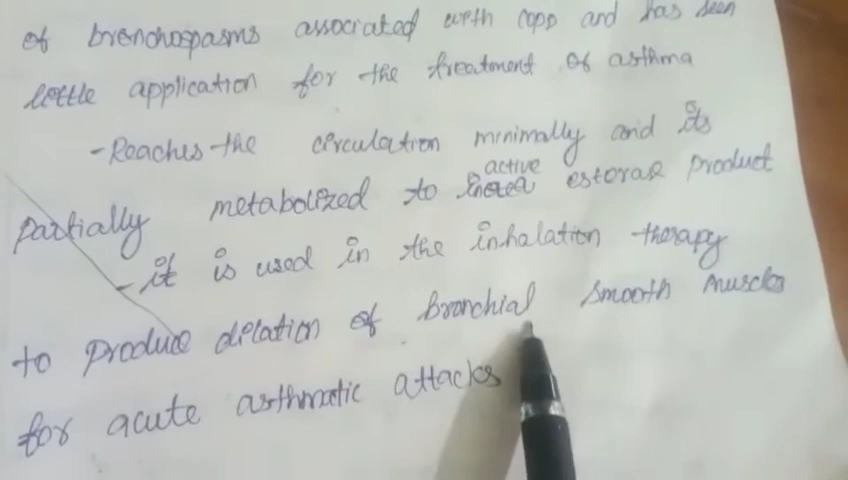 of bronchospasms associated with COPD and has seen
little application for the treatment of asthma
- Reaches the circulation minimally and its
partially metabolized to active product
- it is used in the inhalation therapy
to produce dilation of bronchial smooth muscles
for acute asthmatic attacks